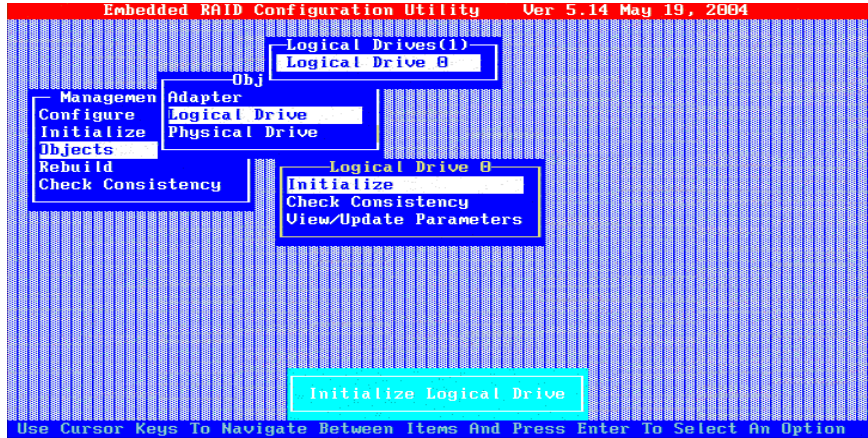 Embedded RAID Configuration Utility Ver 5.14 May 19, 2004
Logical Drives(1)
Logical Drive 0
Obj
Adapter
Logical Drive
Physical Drive
Managemen
Configure
Initialize
Objects
Rebuild
Check Consistency
Logical Drive 0
Initialize
Check Consistency
View/Update Parameters
Initialize Logical Drive
Use Cursor Keys To Navigate Between Items And Press Enter To Select An Option